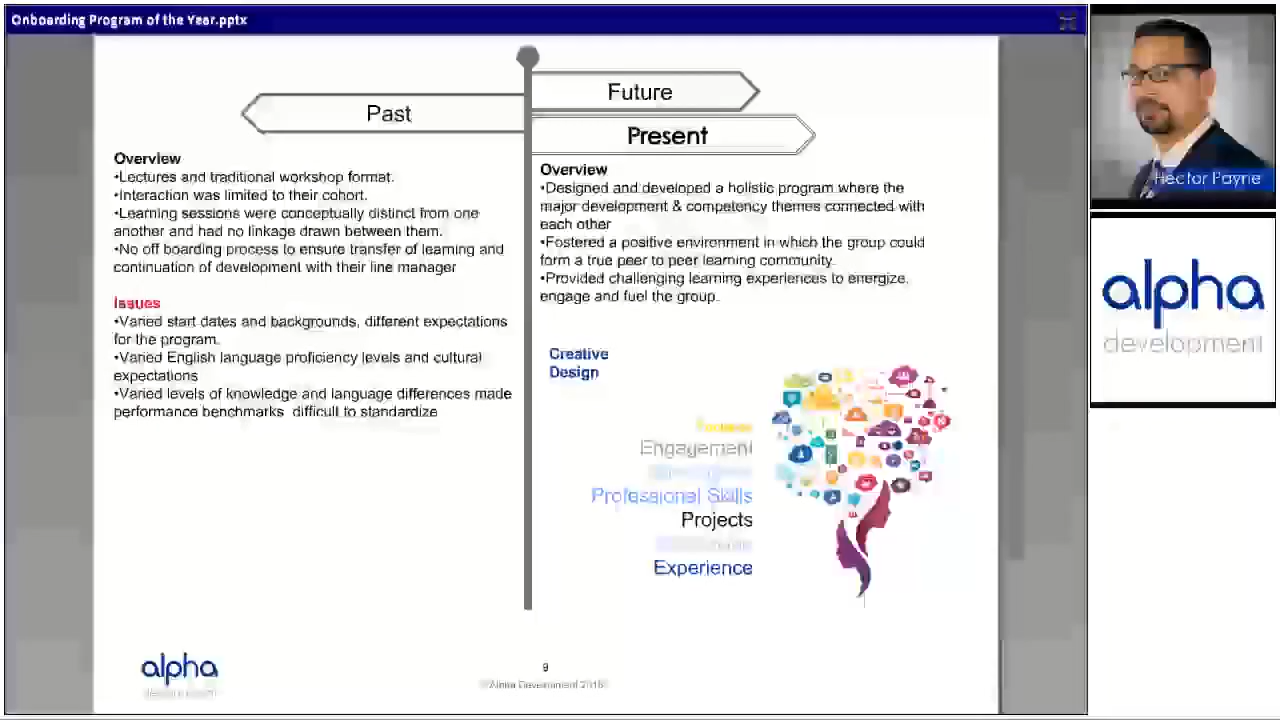 Onboarding Program of the Year.pptx
Past
Future
Present
Overview
•Lectures and traditional workshop format.
•Interaction was limited to their cohort.
•Learning sessions were conceptually distinct from one
another and had no linkage drawn between them.
•No off boarding process to ensure transfer of learning and
continuation of development with their line manager
Issues
•Varied start dates and backgrounds, different expectations
for the program.
•Varied English language proficiency levels and cultural
expectations
•Varied levels of knowledge and language differences made
performance benchmarks difficult to standardize
Overview
•Designed and developed a holistic program where the
major development & competency themes connected with
each other
•Fostered a positive environment in which the group could
form a true peer to peer learning community.
•Provided challenging learning experiences to energize,
engage and fuel the group.
Creative
Design
Engagement
Professional Skills
Projects
Experience
alpha
9
Hector Payne
alpha
development